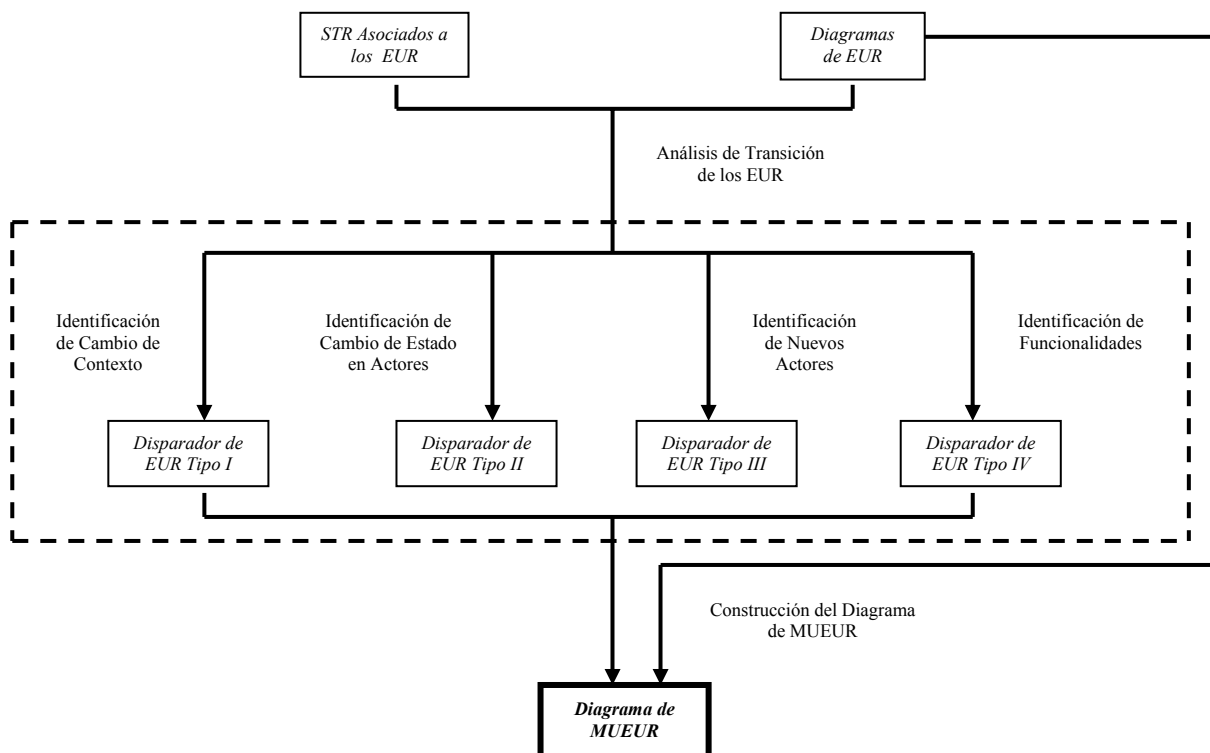 STR Asociados a
los EUR
Diagramas
de EUR
Análisis de Transición
de los EUR
Identificación
de Cambio de
Contexto
Identificación de
Cambio de Estado
en Actores
Identificación
de Nuevos
Actores
Identificación de
Funcionalidades
Disparador de
EUR Tipo I
Disparador de
EUR Tipo II
Disparador de
EUR Tipo III
Disparador de
EUR Tipo IV
Construcción del Diagrama
de MUEUR
Diagrama de
MUEUR